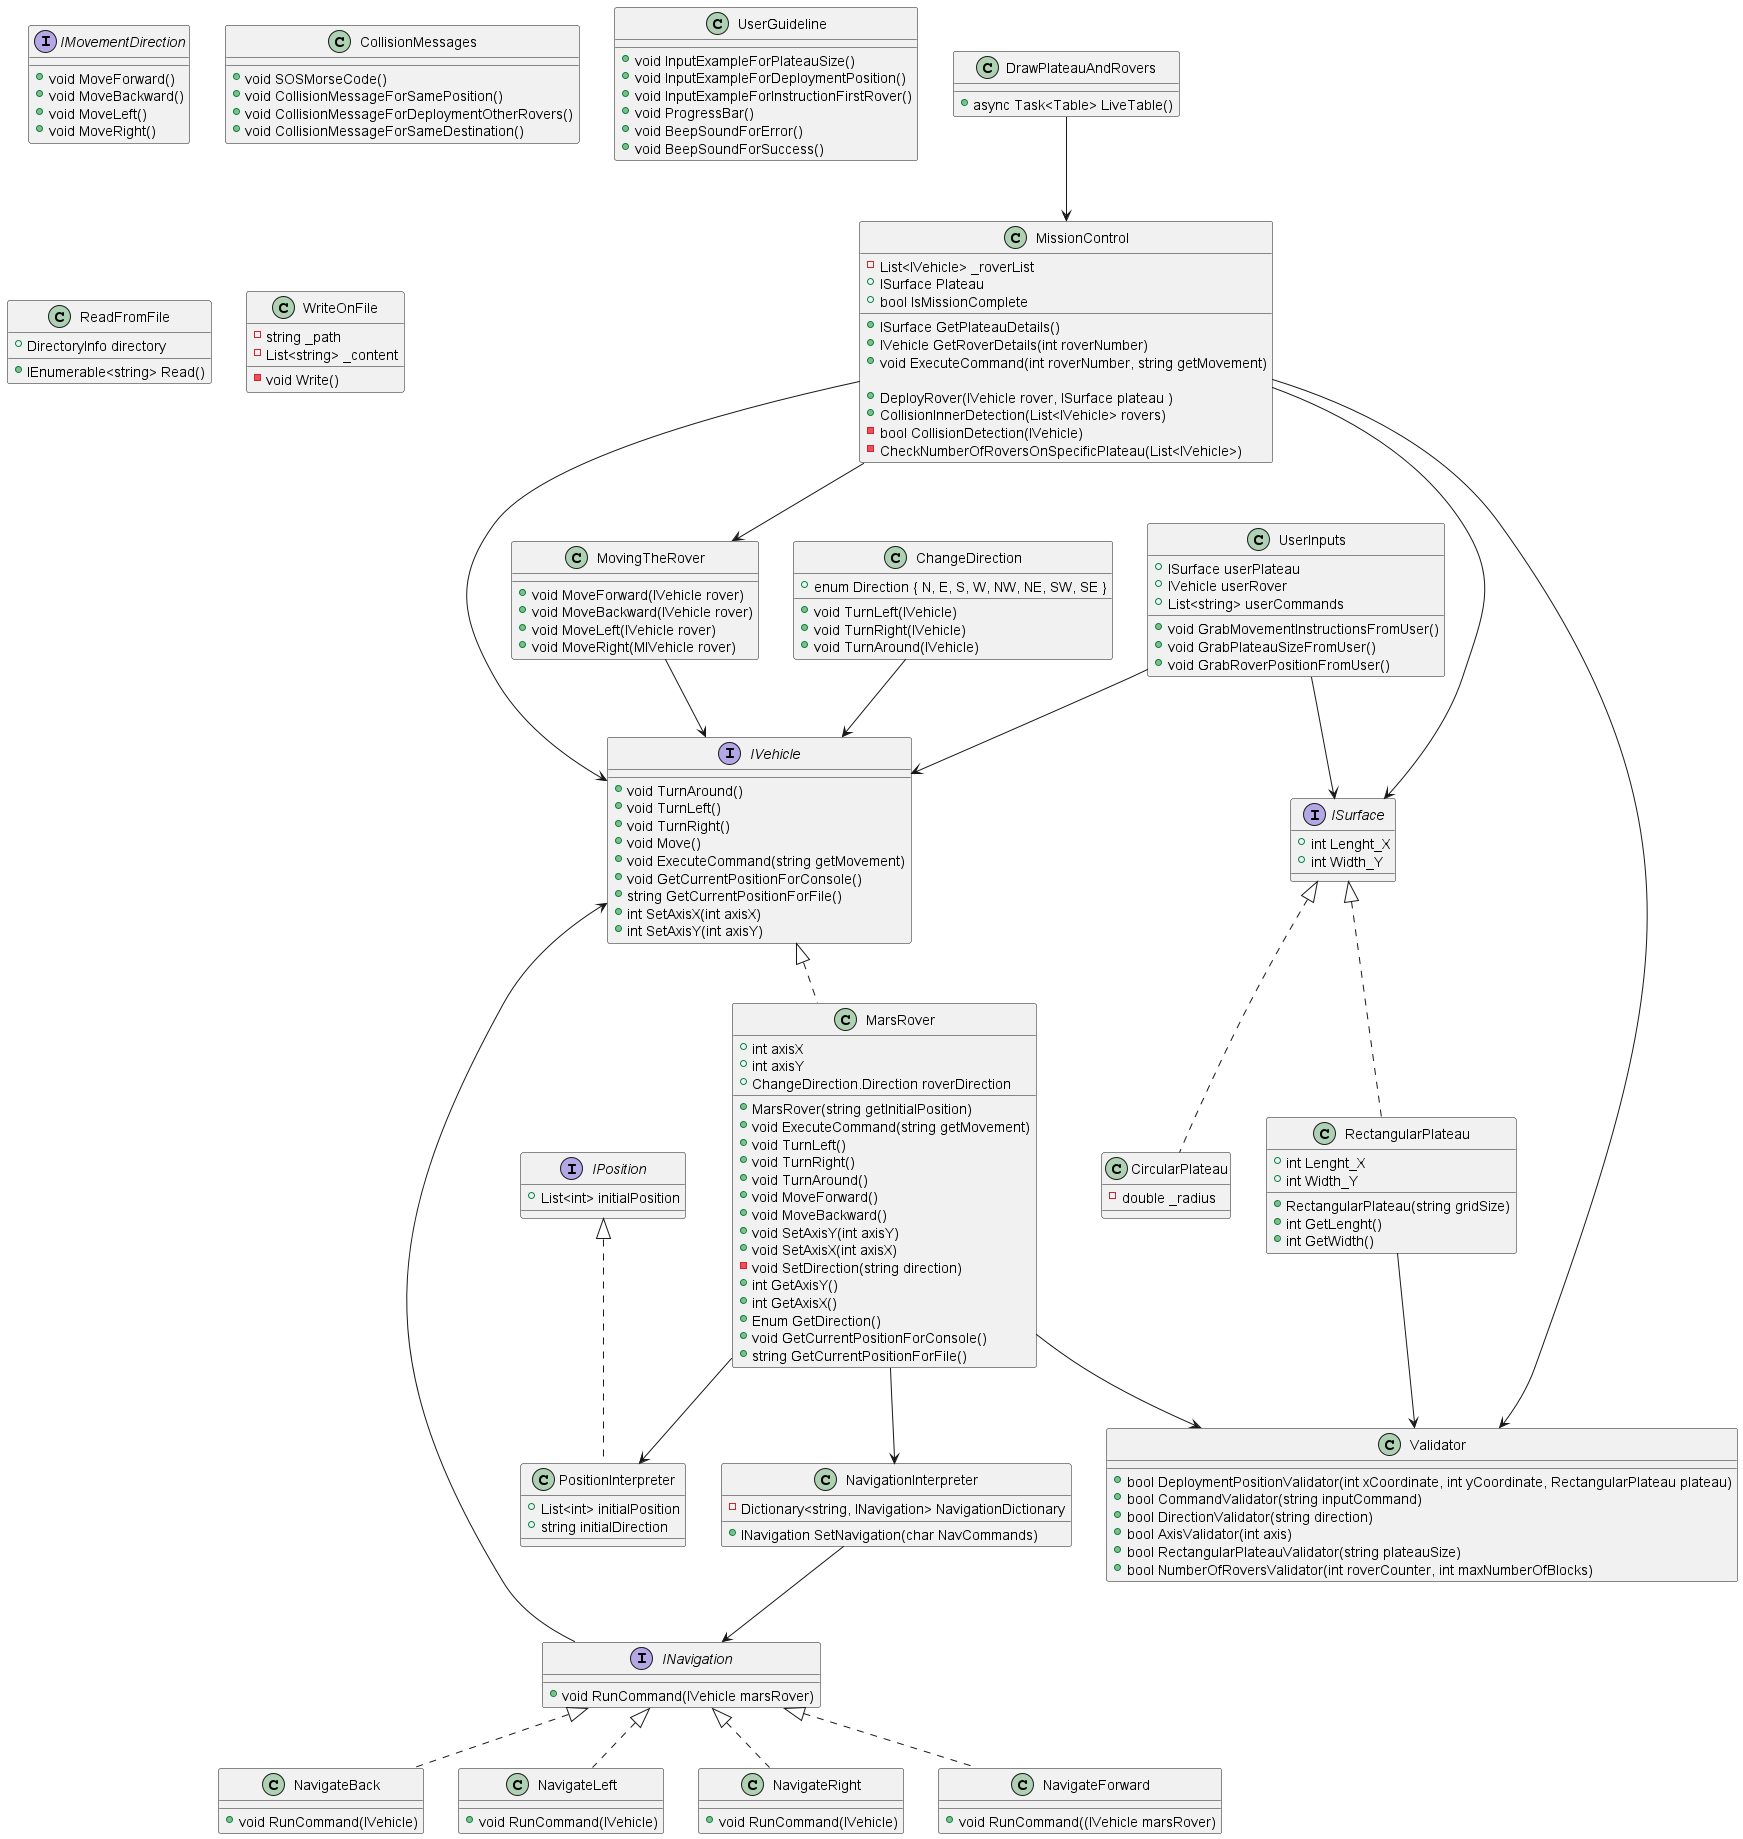 I IMovementDirection
void MoveForward()
void MoveBackward()
void MoveLeft()
void MoveRight()
C CollisionMessages
void SOSMorseCode()
void CollisionMessageForSamePosition()
void CollisionMessageForDeploymentOtherRovers()
void CollisionMessageForSameDestination()
C UserGuideline
void InputExampleForPlateauSize()
void InputExampleForDeploymentPosition()
void InputExampleForInstructionFirstRover()
void ProgressBar()
void BeepSoundForError()
void BeepSoundForSuccess()
C DrawPlateauAndRovers
async Task<Table> LiveTable()
C MissionControl
List<IVehicle> _roverList
ISurface Plateau
bool IsMissionComplete
ISurface GetPlateauDetails()
IVehicle GetRoverDetails(int roverNumber)
void ExecuteCommand(int roverNumber, string getMovement)
DeployRover(IVehicle rover, ISurface plateau )
CollisionInnerDetection(List<IVehicle> rovers)
bool CollisionDetection(IVehicle)
CheckNumberOfRoversOnSpecificPlateau(List<IVehicle>)
C ReadFromFile
DirectoryInfo directory
IEnumerable<string> Read()
C WriteOnFile
string _path
List<string> _content
void Write()
C MovingTheRover
void MoveForward(IVehicle rover)
void MoveBackward(IVehicle rover)
void MoveLeft(IVehicle rover)
void MoveRight(MIVehicle rover)
C ChangeDirection
enum Direction { N, E, S, W, NW, NE, SW, SE }
void TurnLeft(IVehicle)
void TurnRight(IVehicle)
void TurnAround(IVehicle)
C UserInputs
ISurface userPlateau
IVehicle userRover
List<string> userCommands
void GrabMovementInstructionsFromUser()
void GrabPlateauSizeFromUser()
void GrabRoverPositionFromUser()
I IVehicle
void TurnAround()
void TurnLeft()
void TurnRight()
void Move()
void ExecuteCommand(string getMovement)
void GetCurrentPositionForConsole()
string GetCurrentPositionForFile()
int SetAxisX(int axisX)
int SetAxisY(int axisY)
I ISurface
int Lenght_X
int Width_Y
C MarsRover
int axisX
int axisY
ChangeDirection.Direction roverDirection
MarsRover(string getInitialPosition)
void ExecuteCommand(string getMovement)
void TurnLeft()
void TurnRight()
void TurnAround()
void MoveForward()
void MoveBackward()
void SetAxisY(int axisY)
void SetAxisX(int axisX)
void SetDirection(string direction)
int GetAxisY()
int GetAxisX()
Enum GetDirection()
void GetCurrentPositionForConsole()
string GetCurrentPositionForFile()
I IPosition
List<int> initialPosition
C CircularPlateau
double _radius
C RectangularPlateau
int Lenght_X
int Width_Y
RectangularPlateau(string gridSize)
int GetLenght()
int GetWidth()
C PositionInterpreter
List<int> initialPosition
string initialDirection
C NavigationInterpreter
Dictionary<string, INavigation> NavigationDictionary
INavigation SetNavigation(char NavCommands)
C Validator
bool DeploymentPositionValidator(int xCoordinate, int yCoordinate, RectangularPlateau plateau)
bool CommandValidator(string inputCommand)
bool DirectionValidator(string direction)
bool AxisValidator(int axis)
bool RectangularPlateauValidator(string plateauSize)
bool NumberOfRoversValidator(int roverCounter, int maxNumberOfBlocks)
I INavigation
void RunCommand(IVehicle marsRover)
C NavigateBack
void RunCommand(IVehicle)
C NavigateLeft
void RunCommand(IVehicle)
C NavigateRight
void RunCommand(IVehicle)
C NavigateForward
void RunCommand((IVehicle marsRover)